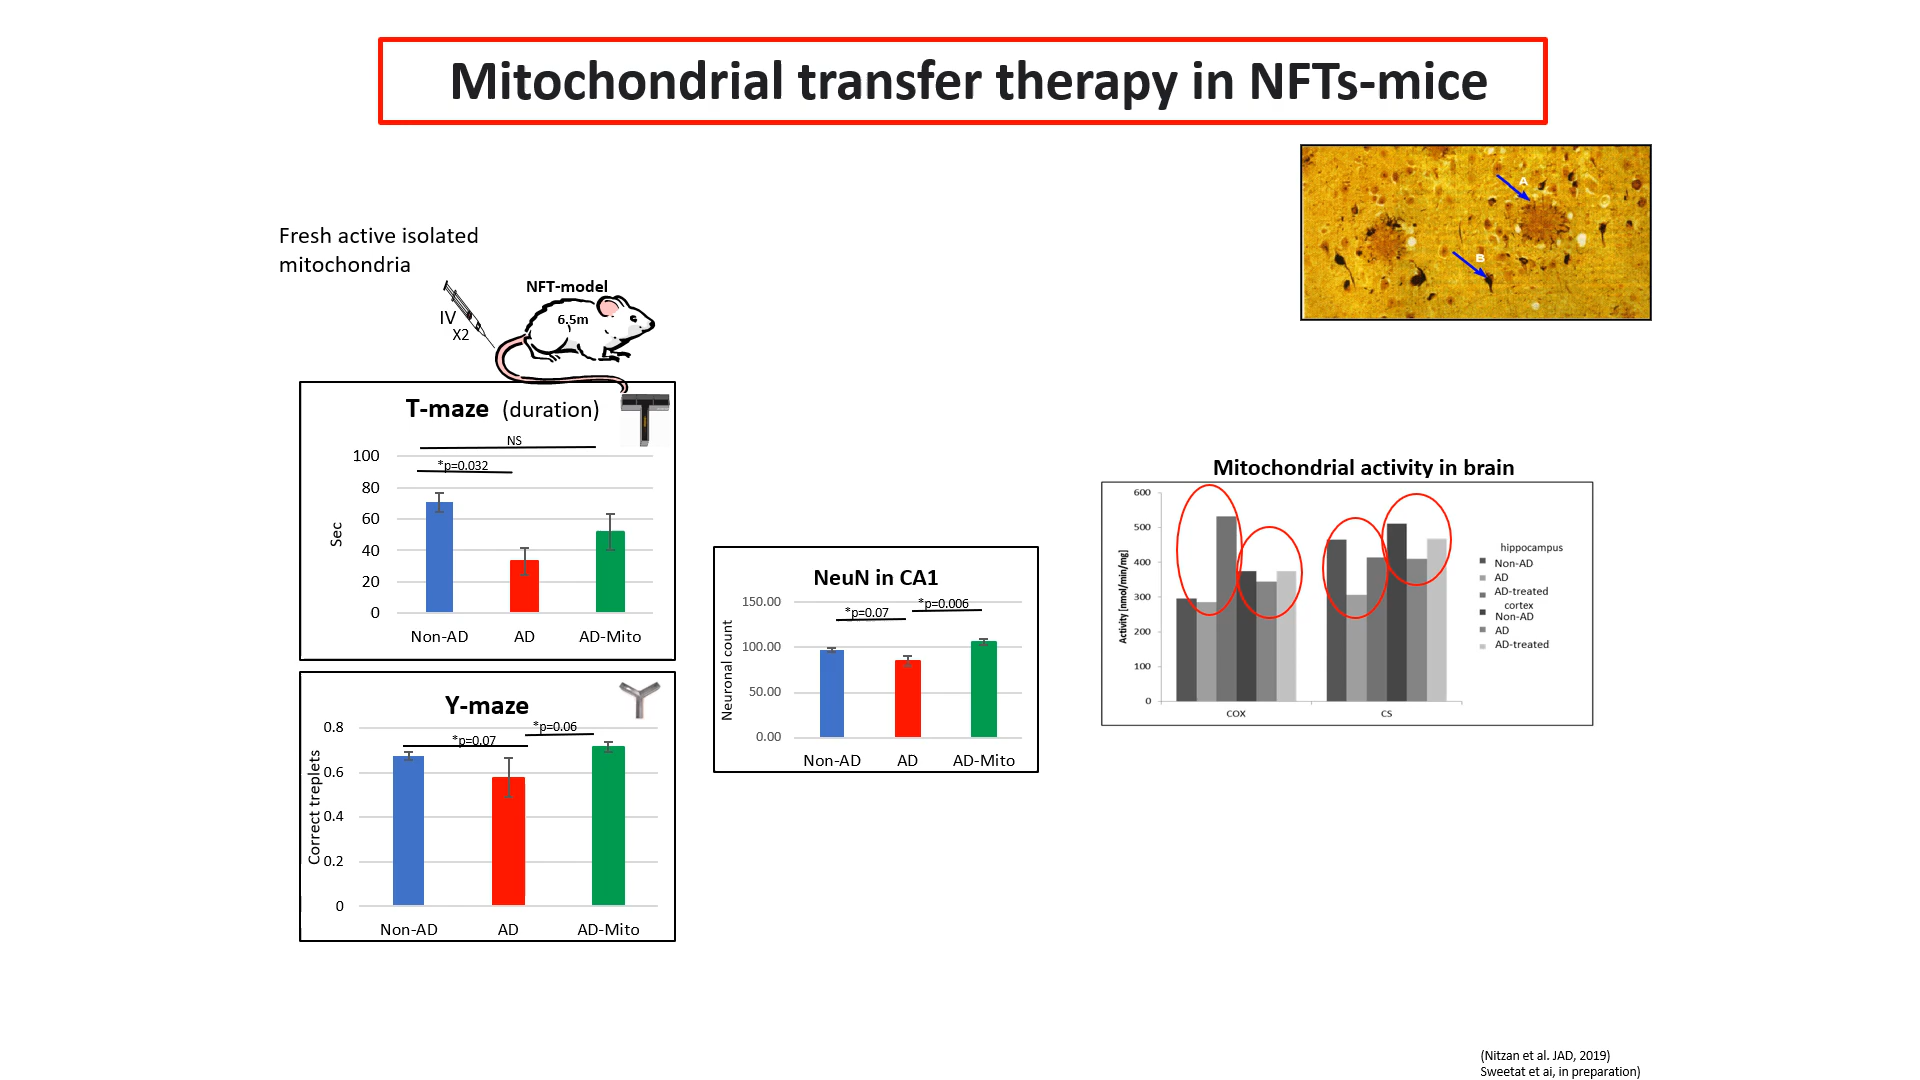 Mitochondrial transfer therapy in NFTs-mice
A
B
Fresh active isolated
mitochondria
NFT-model
6.5m
IV
X2
T-maze (duration)
NS
*p=0.032
100
80
60
40
20
0
Sec
Non-AD AD AD-Mito
Y-maze
*p=0.06
*p=0.07
0.8
0.6
0.4
0.2
0
Correct treplets
Non-AD AD AD-Mito
NeuN in CA1
*p=0.006
*p=0.07
150.00
100.00
50.00
0.00
Neuronal count
Non-AD AD AD-Mito
Mitochondrial activity in brain
600
500
400
300
200
100
0
Activity [nmol/min/mg]
COX CS
hippocampus
Non-AD
AD
AD-treated
cortex
Non-AD
AD
AD-treated
(Nitzan et al. JAD, 2019)
Sweetat et ai, in preparation)